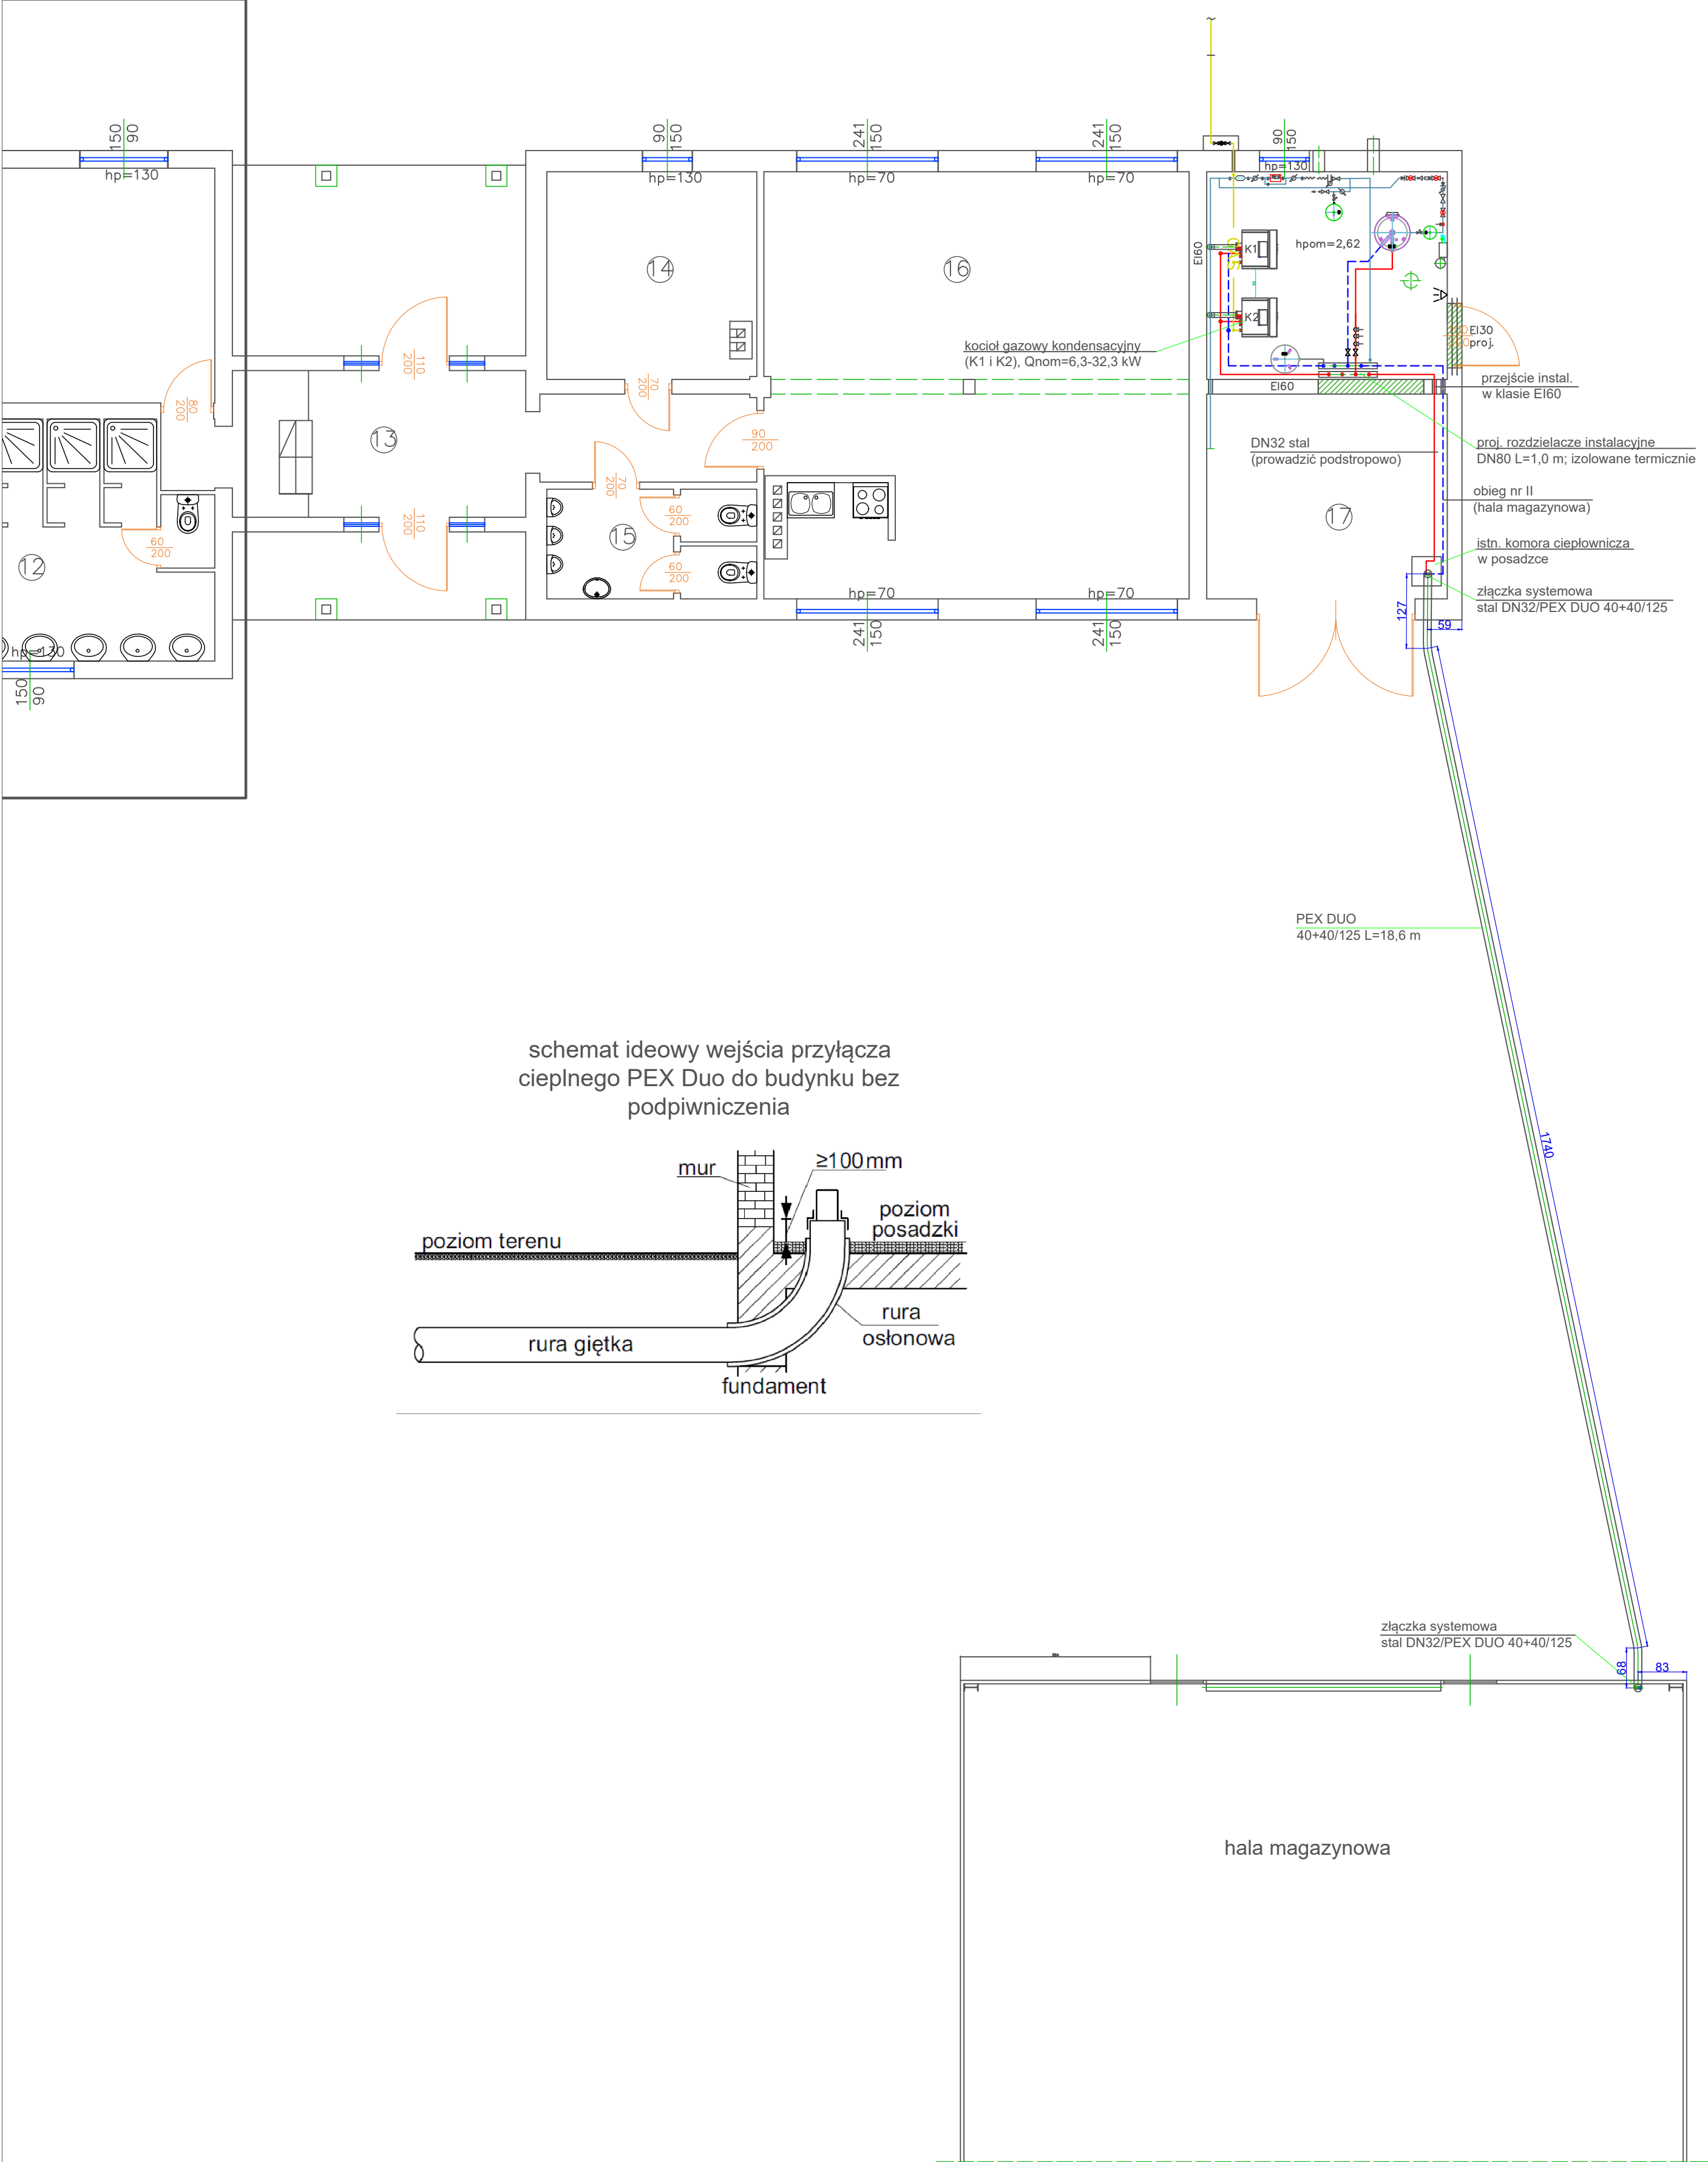 150
90
hp=130
90
150
hp=130
241
150
hp=70
241
150
hp=70
90
150
hp=130
EI60
K1
hpom=2,62
K2
14
16
kocioł gazowy kondensacyjny
(K1 i K2), Qnom=6,3-32,3 kW
EI30
proj.
EI60
przejście instal.
w klasie EI60
110
200
70
200
80
200
13
90
200
DN32 stal
(prowadzić podstropowo)
proj. rozdzielacze instalacyjne
DN80 L=1,0 m; izolowane termicznie
obieg nr II
(hala magazynowa)
70
200
60
200
15
17
110
200
60
200
12
60
200
istn. komora ciepłownicza
w posadzce
złączka systemowa
stal DN32/PEX DUO 40+40/125
hp=70
241
150
hp=70
241
150
127
59
hp=130
150
90
PEX DUO
40+40/125 L=18,6 m
schemat ideowy wejścia przyłącza
cieplnego PEX Duo do budynku bez
podpiwniczenia
mur
≥100mm
poziom
posadzki
poziom terenu
rura
osłonowa
rura giętka
fundament
1740
złączka systemowa
stal DN32/PEX DUO 40+40/125
68
83
hala magazynowa